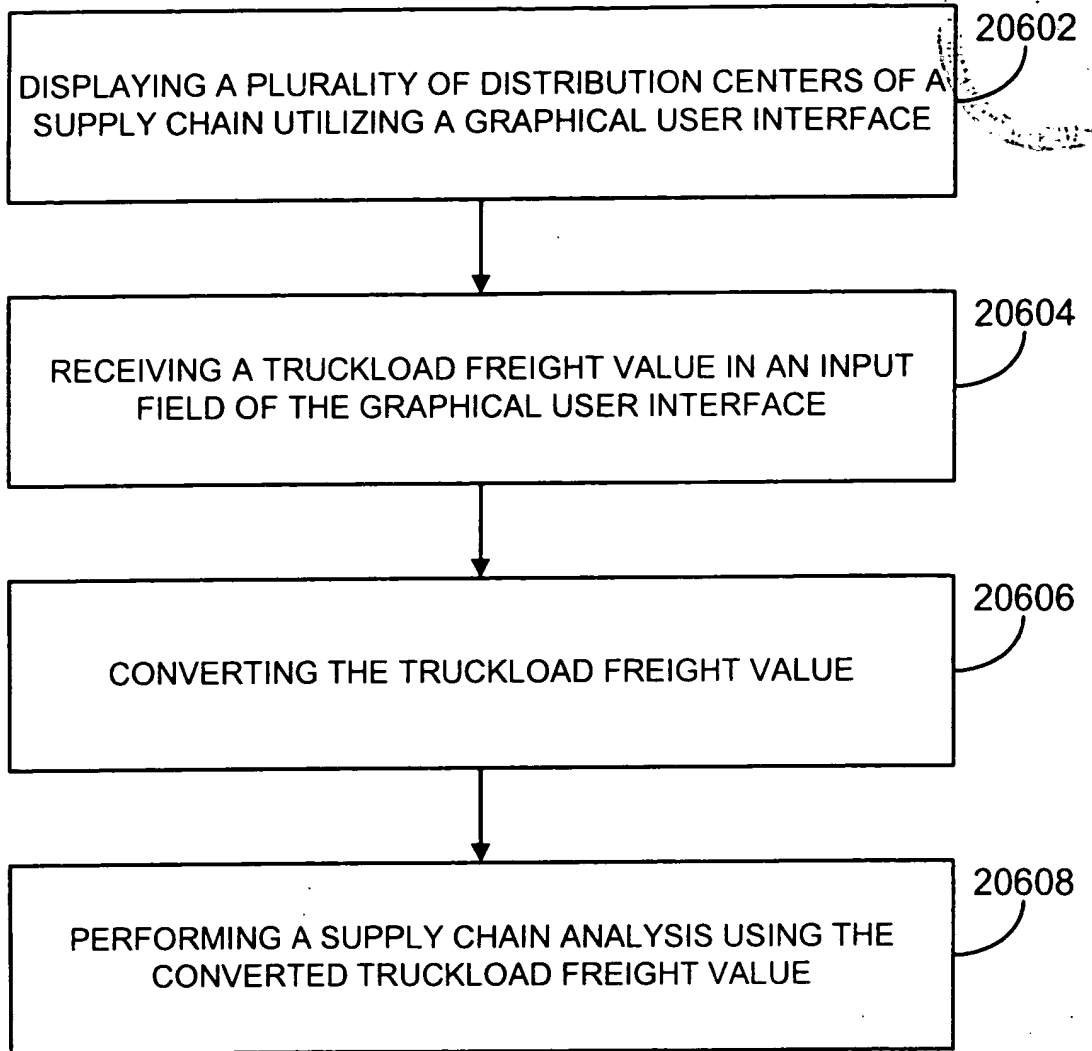 20602
DISPLAYING A PLURALITY OF DISTRIBUTION CENTERS OF A
SUPPLY CHAIN UTILIZING A GRAPHICAL USER INTERFACE
20604
RECEIVING A TRUCKLOAD FREIGHT VALUE IN AN INPUT
FIELD OF THE GRAPHICAL USER INTERFACE
20606
CONVERTING THE TRUCKLOAD FREIGHT VALUE
20608
PERFORMING A SUPPLY CHAIN ANALYSIS USING THE
CONVERTED TRUCKLOAD FREIGHT VALUE